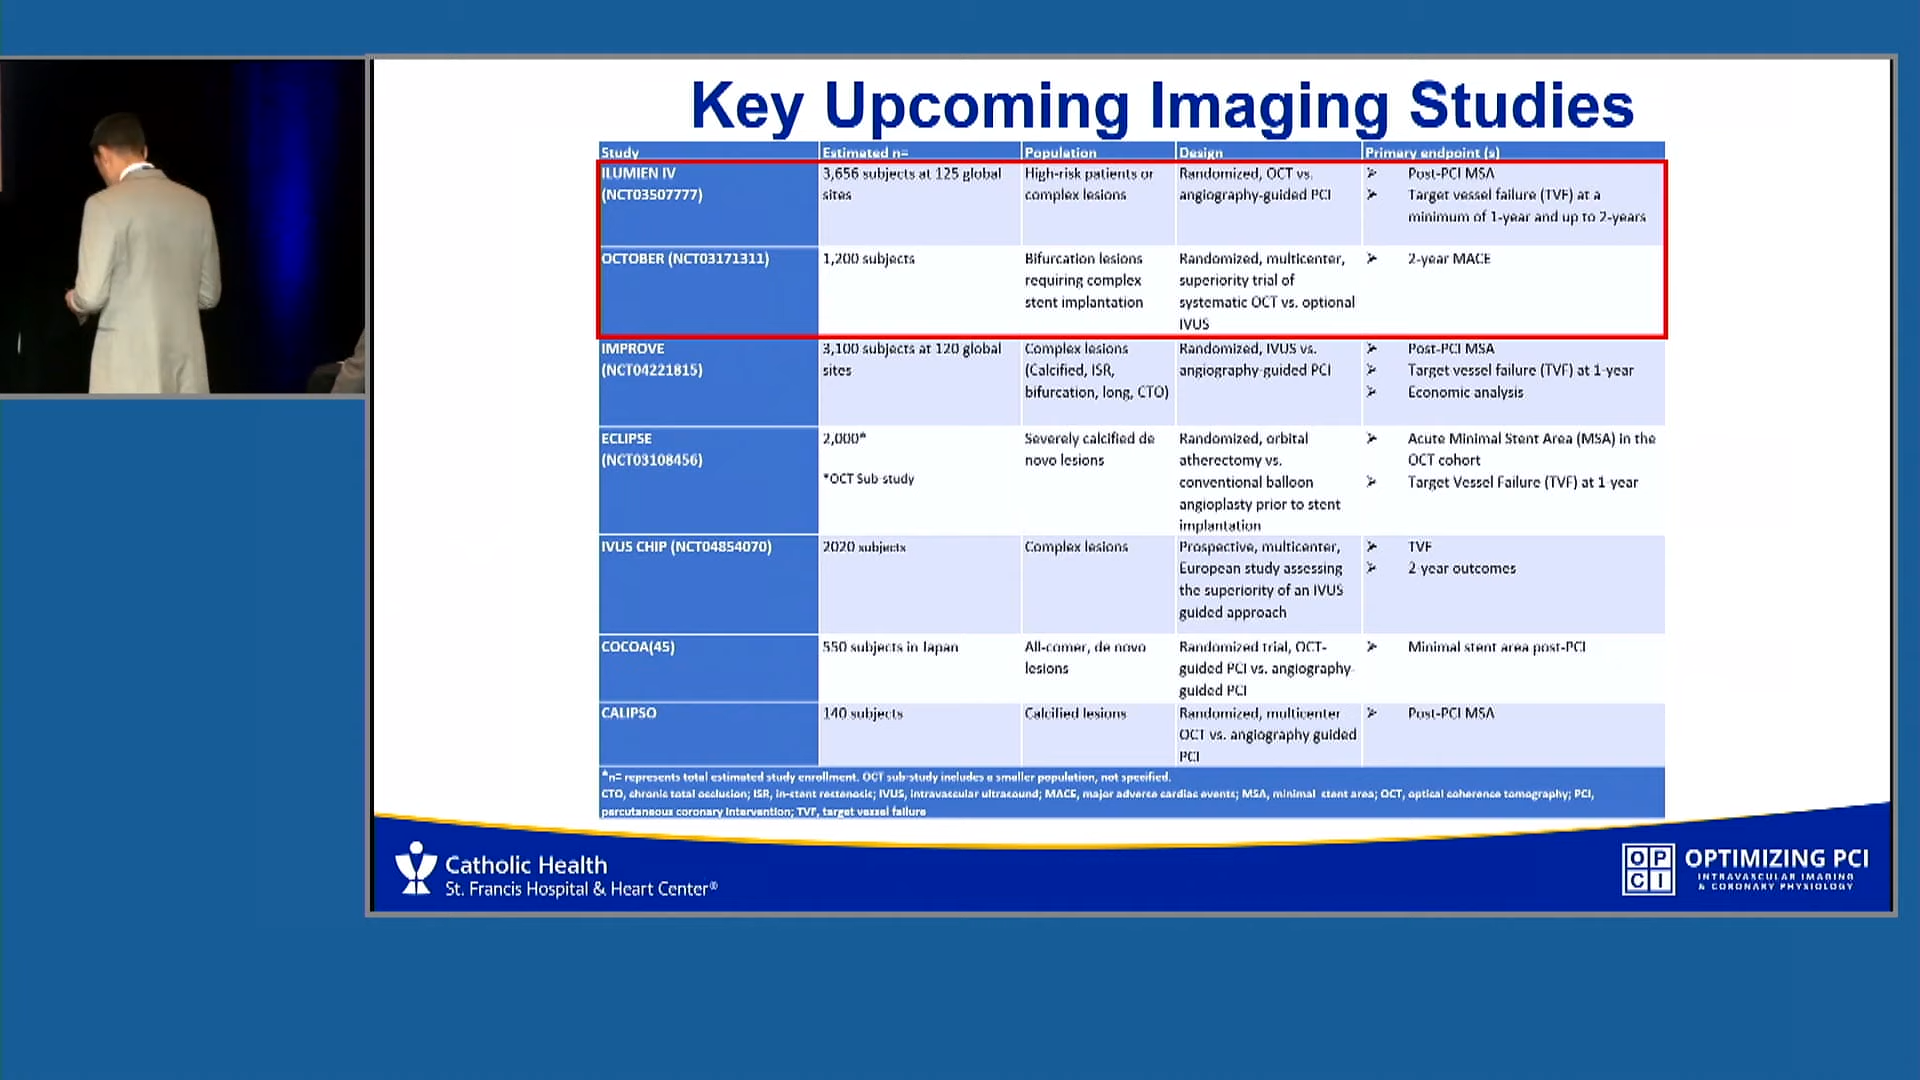 Key Upcoming Imaging Studies
Study Estimated n= Population Design Primary endpoint (s)
ILUMIEN IV
(NCT03507777)
3,656 subjects at 125 global
sites
High-risk patients or
complex lesions
Randomized, OCT vs.
angiography-guided PCI
➢ Post-PCI MSA
➢ Target vessel failure (TVF) at a
minimum of 1-year and up to 2-years
OCTOBER (NCT03171311)
1,200 subjects
Bifurcation lesions
requiring complex
stent implantation
Randomized, multicenter,
superiority trial of
systematic OCT vs. optional
IVUS
➢ 2-year MACE
IMPROVE
(NCT04221815)
3,100 subjects at 120 global
sites
Complex lesions
(Calcified, ISR,
bifurcation, long, CTO)
Randomized, IVUS vs.
angiography-guided PCI
➢ Post-PCI MSA
➢ Target vessel failure (TVF) at 1-year
➢ Economic analysis
ECLIPSE
(NCT03108456)
2,000*
*OCT Sub-study
Severely calcified de
novo lesions
Randomized, orbital
atherectomy vs.
conventional balloon
angioplasty prior to stent
implantation
➢ Acute Minimal Stent Area (MSA) in the
OCT cohort
➢ Target Vessel Failure (TVF) at 1-year
IVUS CHIP (NCT04854070)
2020 subjects
Complex lesions
Prospective, multicenter,
European study assessing
the superiority of an IVUS
guided approach
➢ TVF
➢ 2 year outcomes
COCOA(45)
550 subjects in Japan
All-comer, de novo
lesions
Randomized trial, OCT-
guided PCI vs. angiography-
guided PCI
➢ Minimal stent area post-PCI
CALIPSO
140 subjects
Calcified lesions
Randomized, multicenter
OCT vs. angiography guided
PCI
➢ Post-PCI MSA
*n= represents total estimated study enrollment. OCT sub-study includes a smaller population, not specified.
CTO, chronic total occlusion; ISR, in-stent restenosis; IVUS, intravascular ultrasound; MACE, major adverse cardiac events; MSA, minimal stent area; OCT, optical coherence tomography; PCI,
percutaneous coronary intervention; TVF, target vessel failure
Catholic Health
St. Francis Hospital & Heart Center®
OP
CI
OPTIMIZING PCI
INTRAVASCULAR IMAGING
& CORONARY PHYSIOLOGY